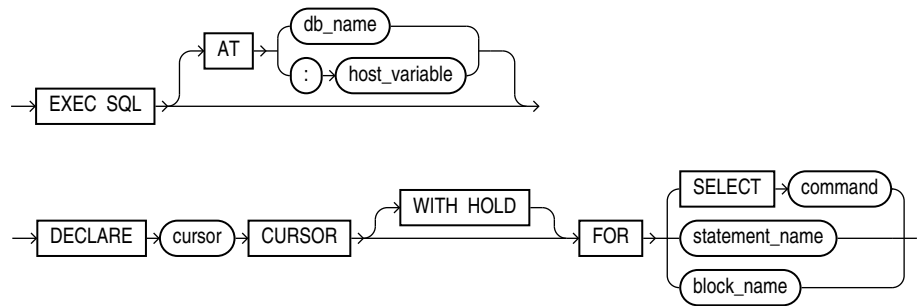 db_name
AT
: host_variable
EXEC SQL
SELECT command
WITH HOLD
DECLARE cursor CURSOR FOR statement_name
block_name